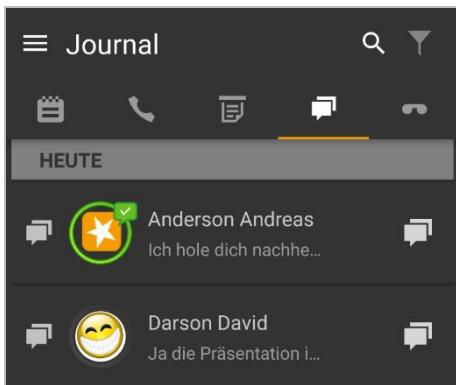 Journal
HEUTE
Anderson Andreas
Ich hole dich nachhe...
Darson David
Ja die Präsentation i...